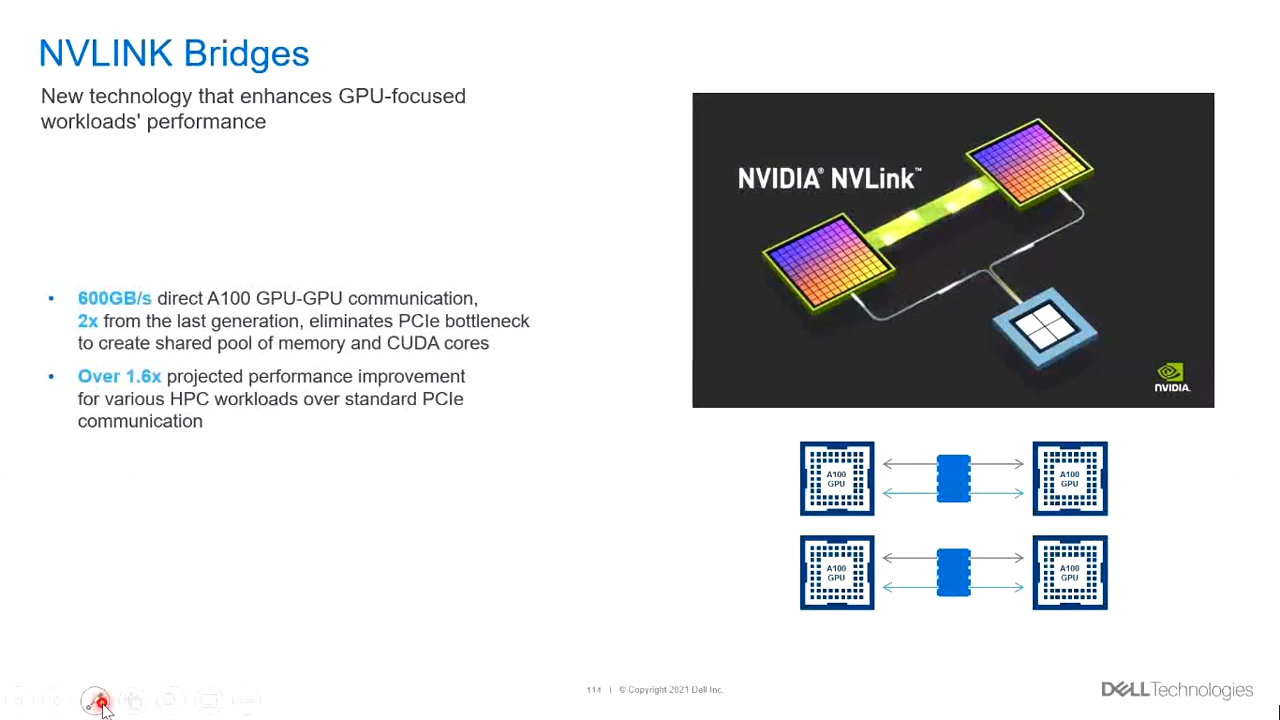 NVLINK Bridges
New technology that enhances GPU-focused
workloads' performance
• 600GB/s direct A100 GPU-GPU communication,
2x from the last generation, eliminates PCIe bottleneck
to create shared pool of memory and CUDA cores
• Over 1.6x projected performance improvement
for various HPC workloads over standard PCIe
communication
NVIDIA® NVLink™
NVIDIA.
A100
GPU
A100
GPU
A100
GPU
A100
GPU
114 | © Copyright 2021 Dell Inc.
DELLTechnologies